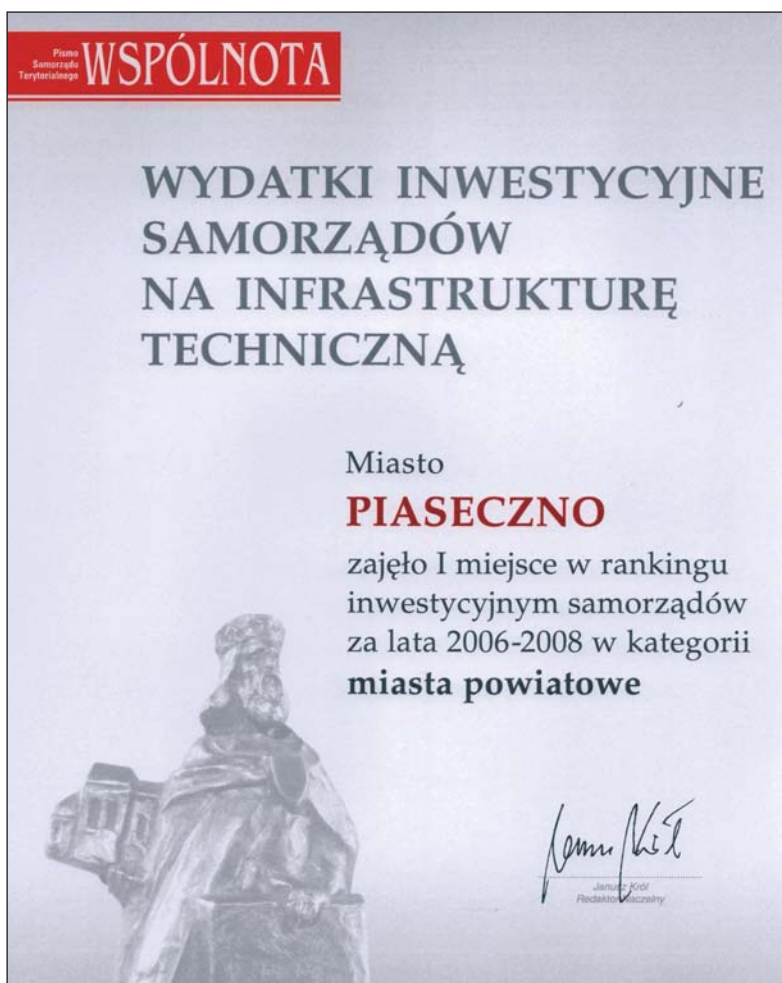 Pismo
Samorządu
Terytorialnego
WSPÓLNOTA
WYDATKI INWESTYCYJNE
SAMORZĄDÓW
NA INFRASTRUKTURĘ
TECHNICZNĄ
Miasto
PIASECZNO
zajęło I miejsce w rankingu
inwestycyjnym samorządów
za lata 2006-2008 w kategorii
miasta powiatowe
Janusz Król
Redaktor Naczelny